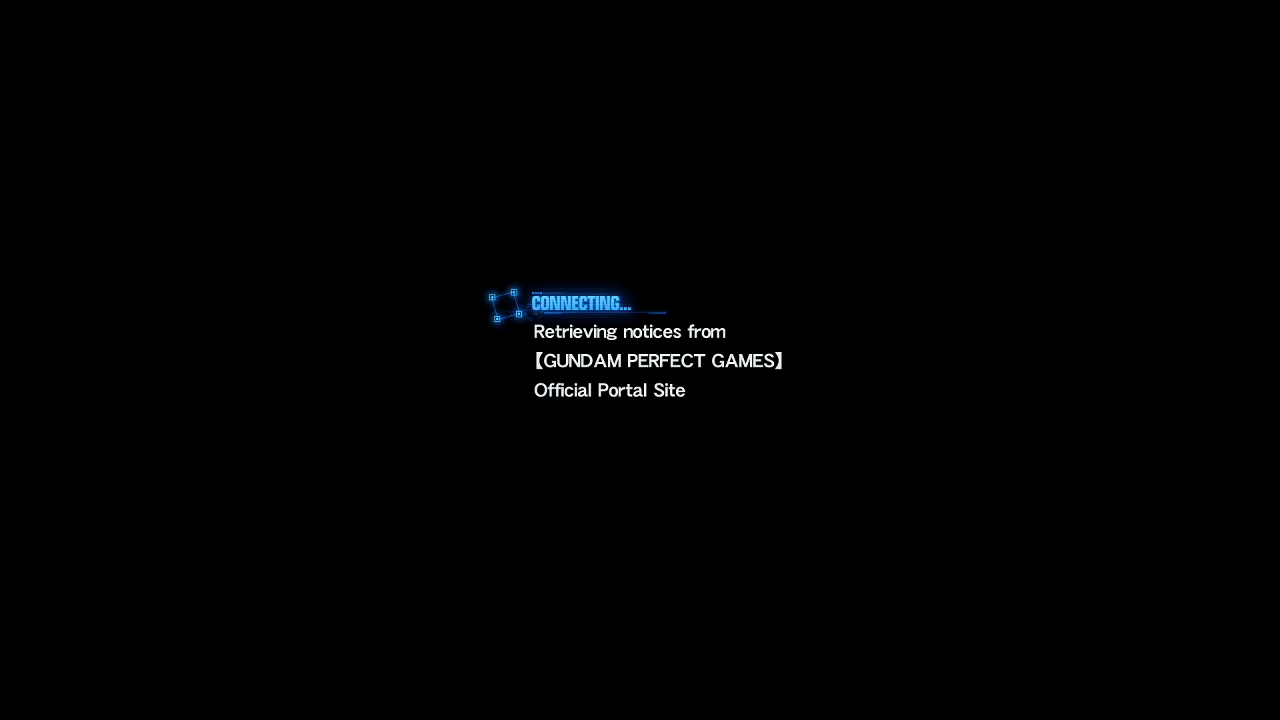 CONNECTING...
Retrieving notices from
【GUNDAM PERFECT GAMES】
Official Portal Site